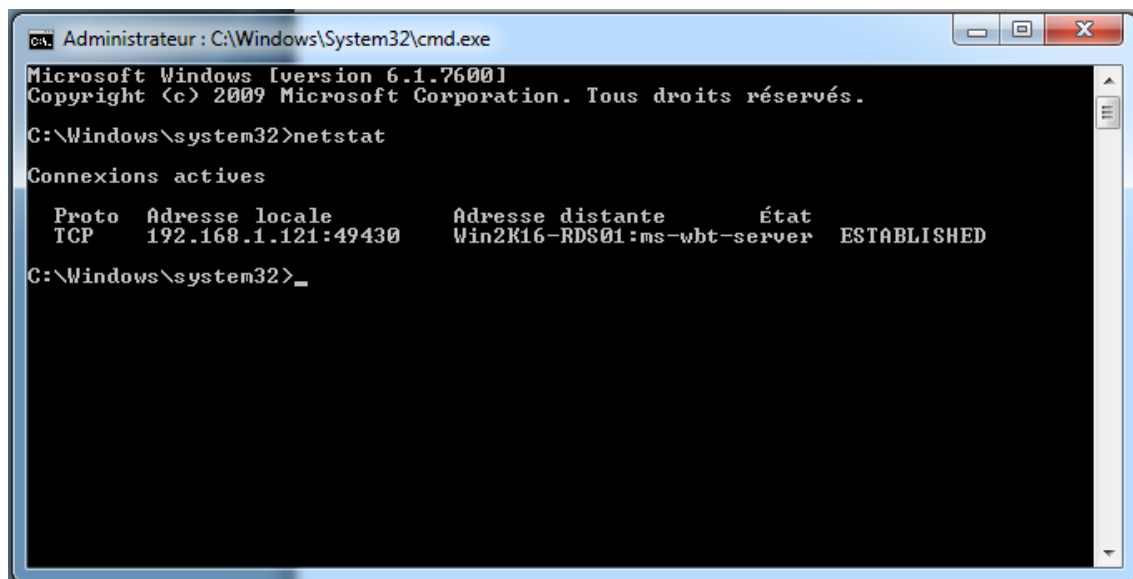 Administrateur : C:\Windows\System32\cmd.exe
Microsoft Windows [version 6.1.7600]
Copyright (c) 2009 Microsoft Corporation. Tous droits réservés.
C:\Windows\system32>netstat
Connexions actives
Proto  Adresse locale          Adresse distante       État
TCP    192.168.1.121:49430    Win2K16-RDS01:ms-wbt-server  ESTABLISHED
C:\Windows\system32>_